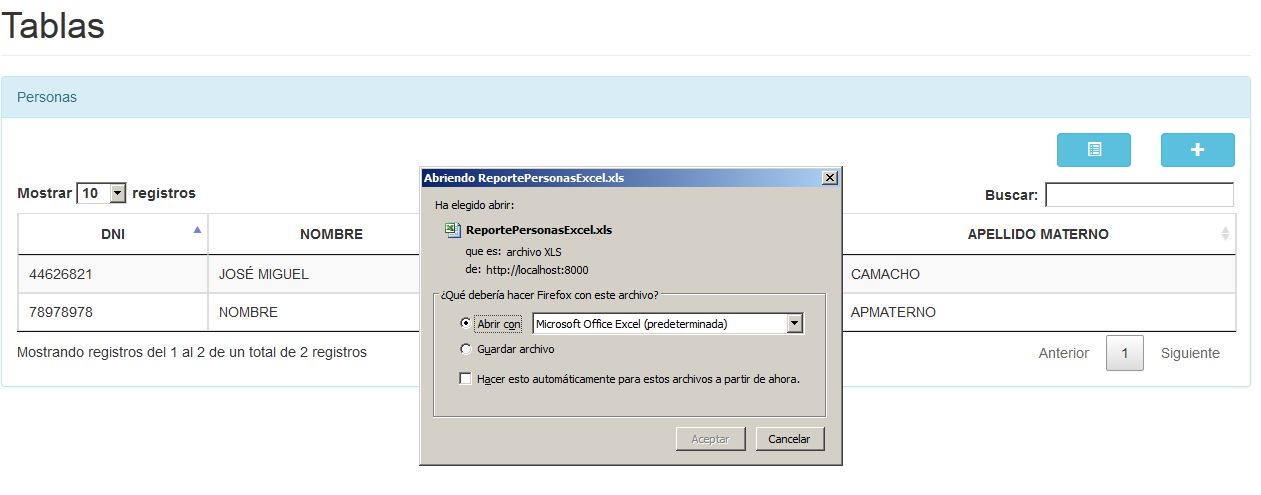 Tablas
Personas
Mostrar 10 registros
Buscar:
DNI NOMBRE APELLIDO MATERNO
44626821 JOSÉ MIGUEL CAMACHO
78978978 NOMBRE APMATERNO
Mostrando registros del 1 al 2 de un total de 2 registros
Anterior 1 Siguiente
Abriendo ReportePersonasExcel.xls
Ha elegido abrir:
ReportePersonasExcel.xls
que es: archivo XLS
de: http://localhost:8000
¿Qué debería hacer Firefox con este archivo?
Abrir con Microsoft Office Excel (predeterminada)
Guardar archivo
Hacer esto automáticamente para estos archivos a partir de ahora.
Aceptar Cancelar